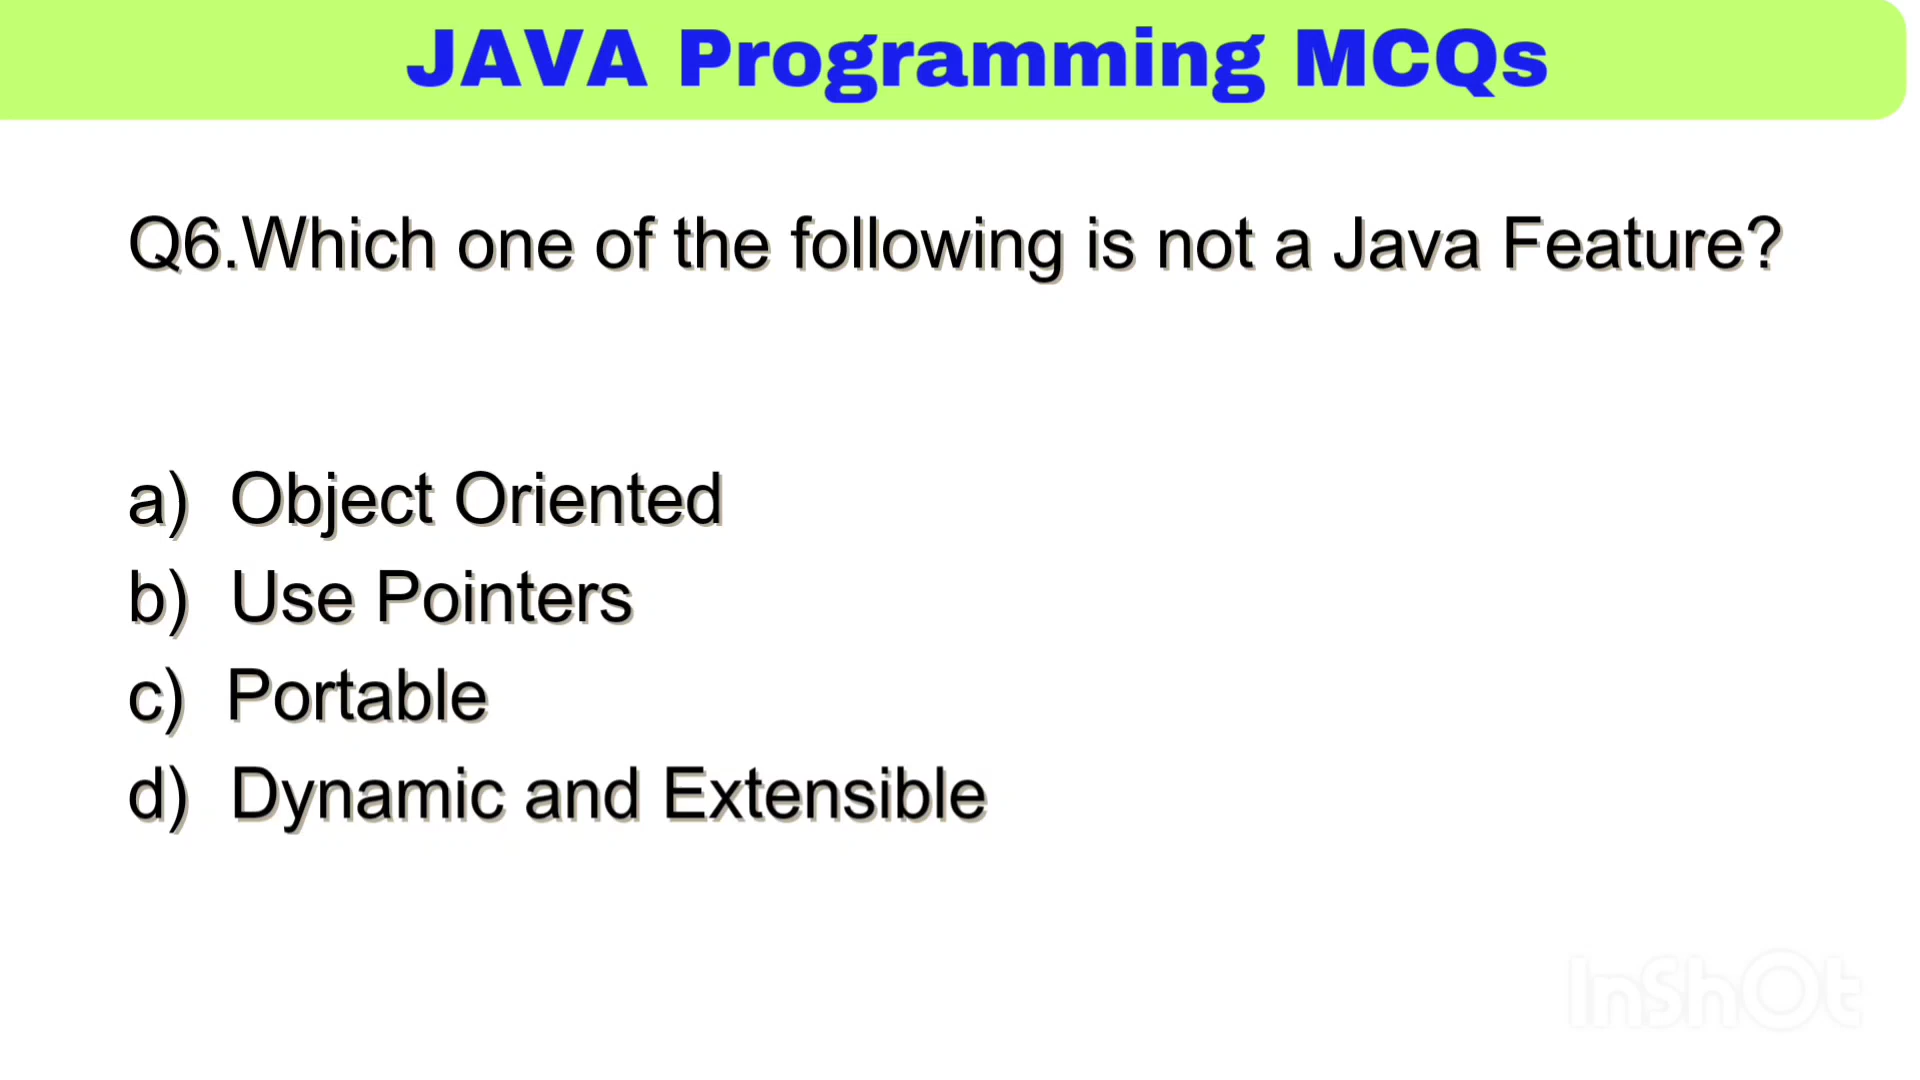 JAVA Programming MCQs
Q6.Which one of the following is not a Java Feature?
a) Object Oriented
b) Use Pointers
c) Portable
d) Dynamic and Extensible
InShOt